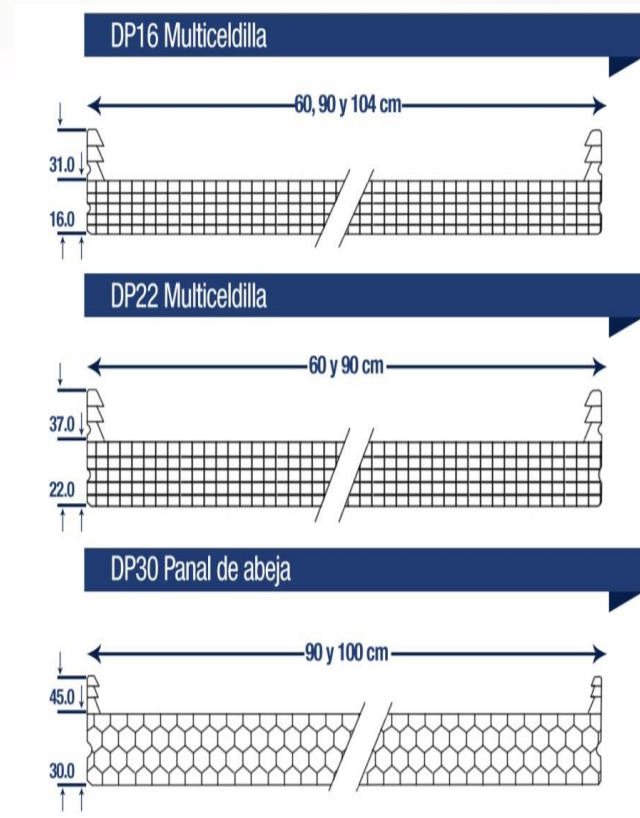 DP16 Multiceldilla
60, 90 y 104 cm
31.0
16.0
DP22 Multiceldilla
60 y 90 cm
37.0
22.0
DP30 Panal de abeja
90 y 100 cm
45.0
30.0